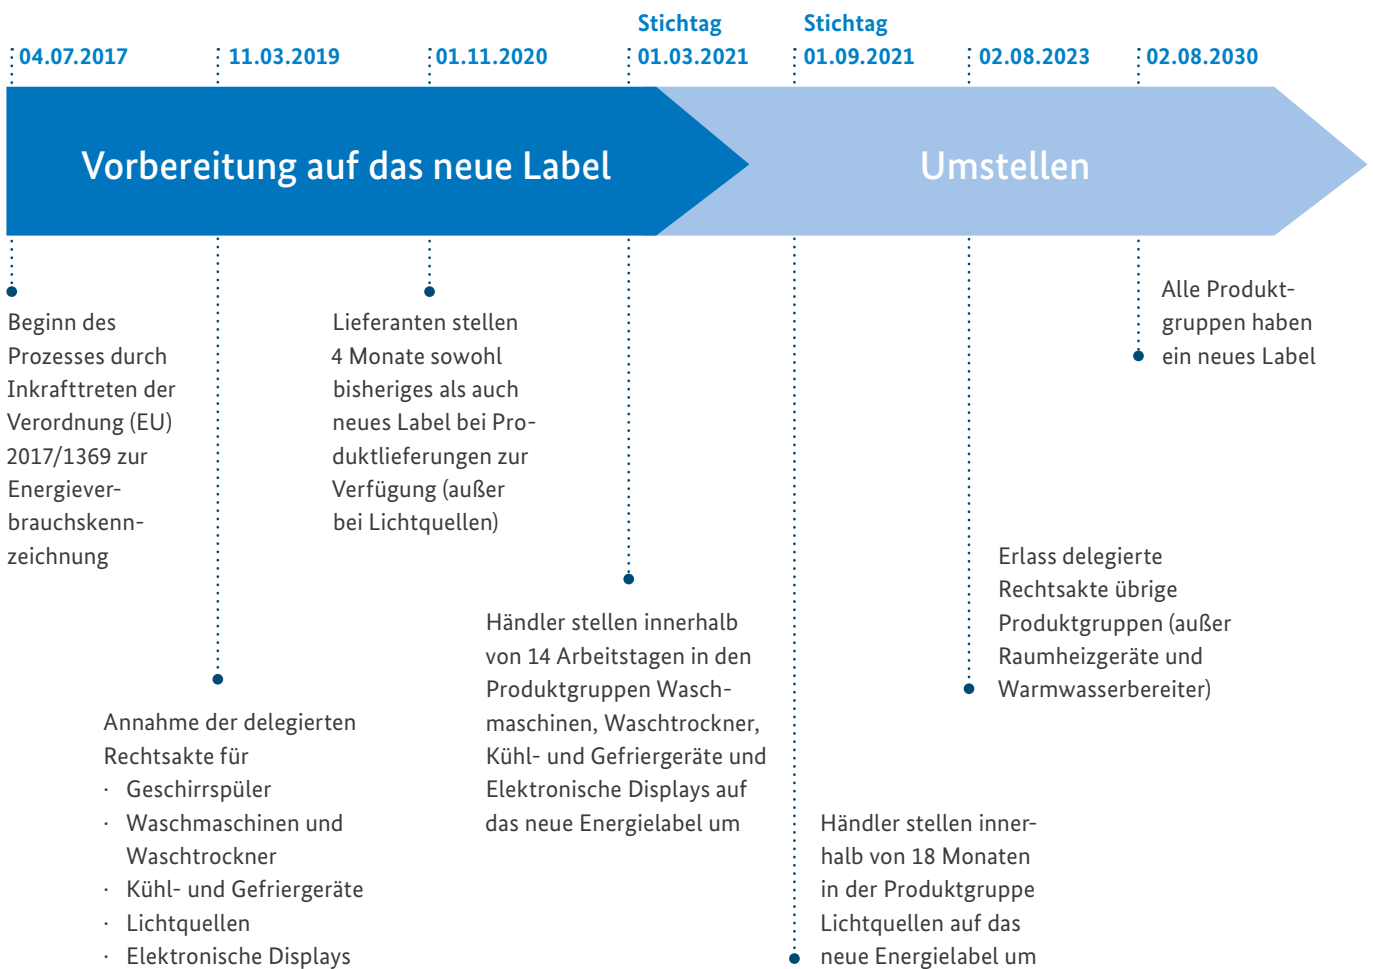 Stichtag
Stichtag
04.07.2017
11.03.2019
01.11.2020
01.03.2021
01.09.2021
02.08.2023
02.08.2030
Vorbereitung auf das neue Label
Umstellen
Beginn des
Prozesses durch
Inkrafttreten der
Verordnung (EU)
2017/1369 zur
Energiever-
brauchskenn-
zeichnung
Annahme der delegierten
Rechtsakte für
· Geschirrspüler
· Waschmaschinen und
Waschtrockner
· Kühl- und Gefriergeräte
· Lichtquellen
· Elektronische Displays
Lieferanten stellen
4 Monate sowohl
bisheriges als auch
neues Label bei Pro-
duktlieferungen zur
Verfügung (außer
bei Lichtquellen)
Händler stellen innerhalb
von 14 Arbeitstagen in den
Produktgruppen Wasch-
maschinen, Waschtrockner,
Kühl- und Gefriergeräte und
Elektronische Displays auf
das neue Energielabel um
Händler stellen inner-
halb von 18 Monaten
in der Produktgruppe
Lichtquellen auf das
neue Energielabel um
Erlass delegierte
Rechtsakte übrige
Produktgruppen (außer
Raumheizgeräte und
Warmwasserbereiter)
Alle Produkt-
gruppen haben
ein neues Label